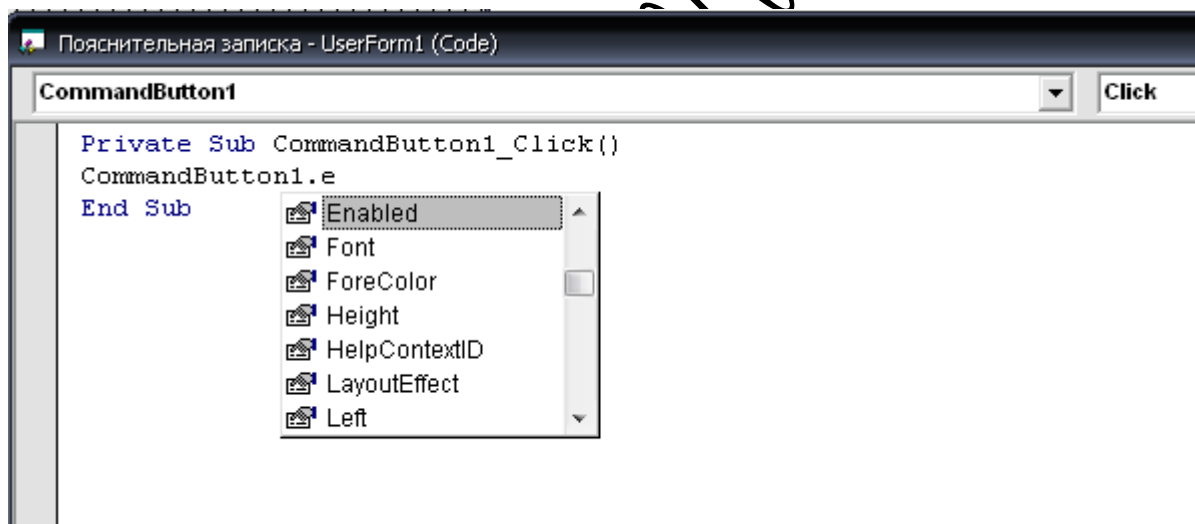 Пояснительная записка - UserForm1 (Code)
CommandButton1 Click
Private Sub CommandButton1_Click()
CommandButton1.e
End Sub
Enabled
Font
ForeColor
Height
HelpContextID
LayoutEffect
Left